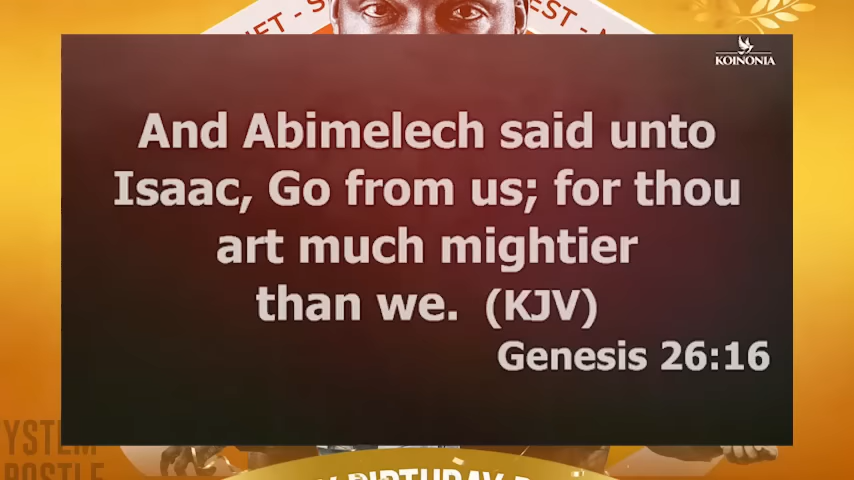 KOINONIA
And Abimelech said unto
Isaac, Go from us; for thou
art much mightier
than we. (KJV)
Genesis 26:16